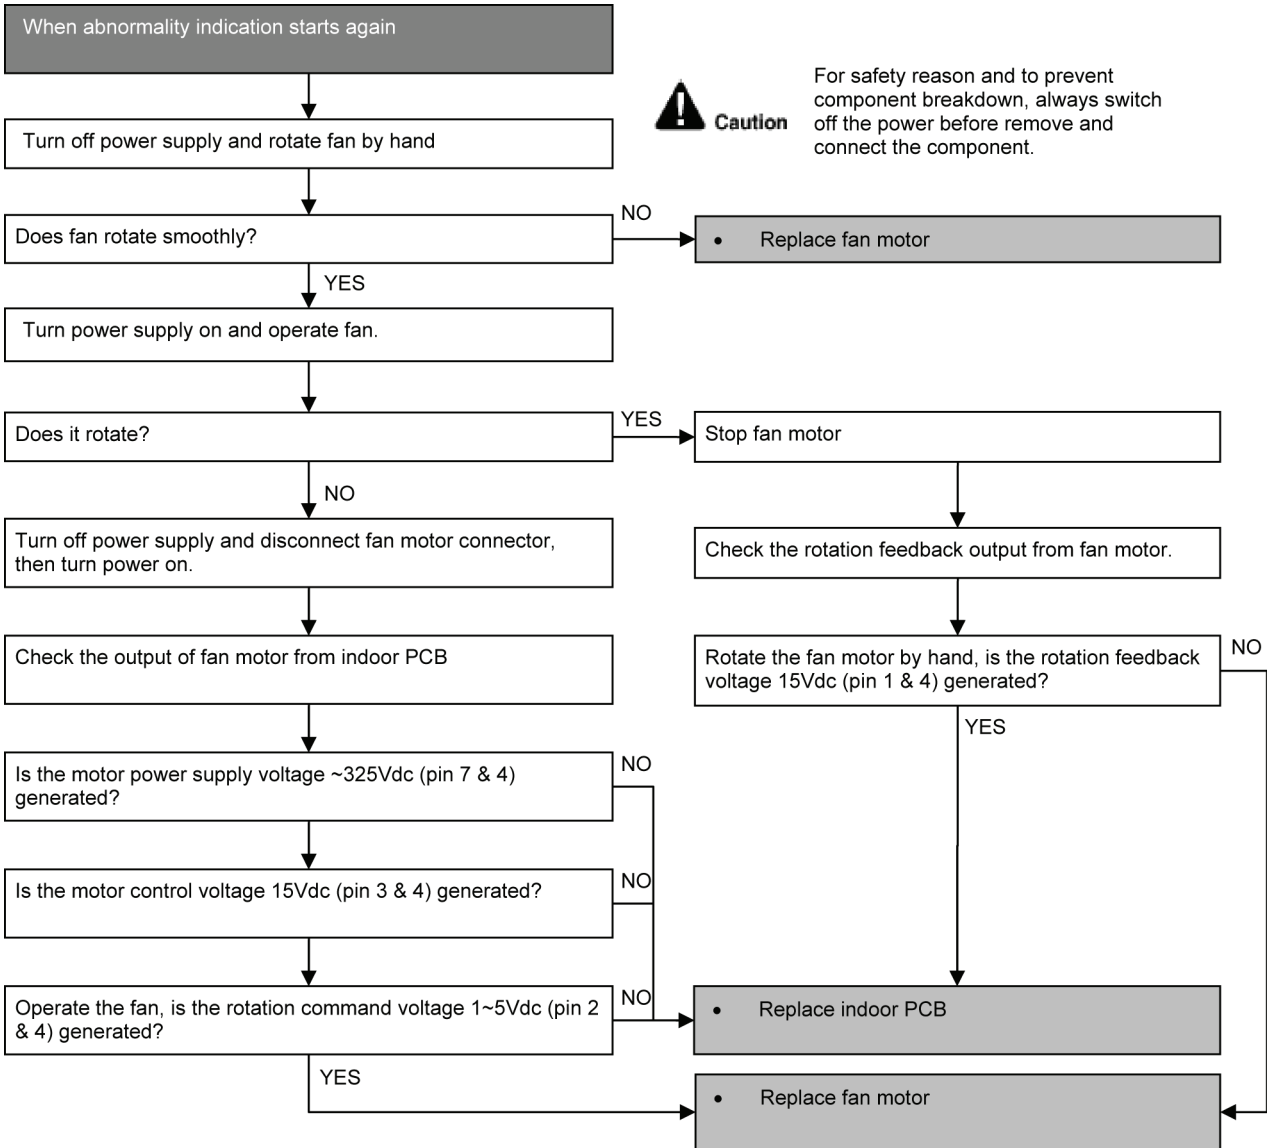 When abnormality indication starts again
For safety reason and to prevent
component breakdown, always switch
off the power before remove and
connect the component.
Caution
Turn off power supply and rotate fan by hand
Does fan rotate smoothly?
NO
• Replace fan motor
YES
Turn power supply on and operate fan.
Does it rotate?
YES
Stop fan motor
NO
Turn off power supply and disconnect fan motor connector,
then turn power on.
Check the rotation feedback output from fan motor.
Check the output of fan motor from indoor PCB
Rotate the fan motor by hand, is the rotation feedback
voltage 15Vdc (pin 1 & 4) generated?
NO
YES
Is the motor power supply voltage ~325Vdc (pin 7 & 4)
generated?
NO
Is the motor control voltage 15Vdc (pin 3 & 4) generated?
NO
Operate the fan, is the rotation command voltage 1~5Vdc (pin 2
& 4) generated?
NO
• Replace indoor PCB
YES
• Replace fan motor